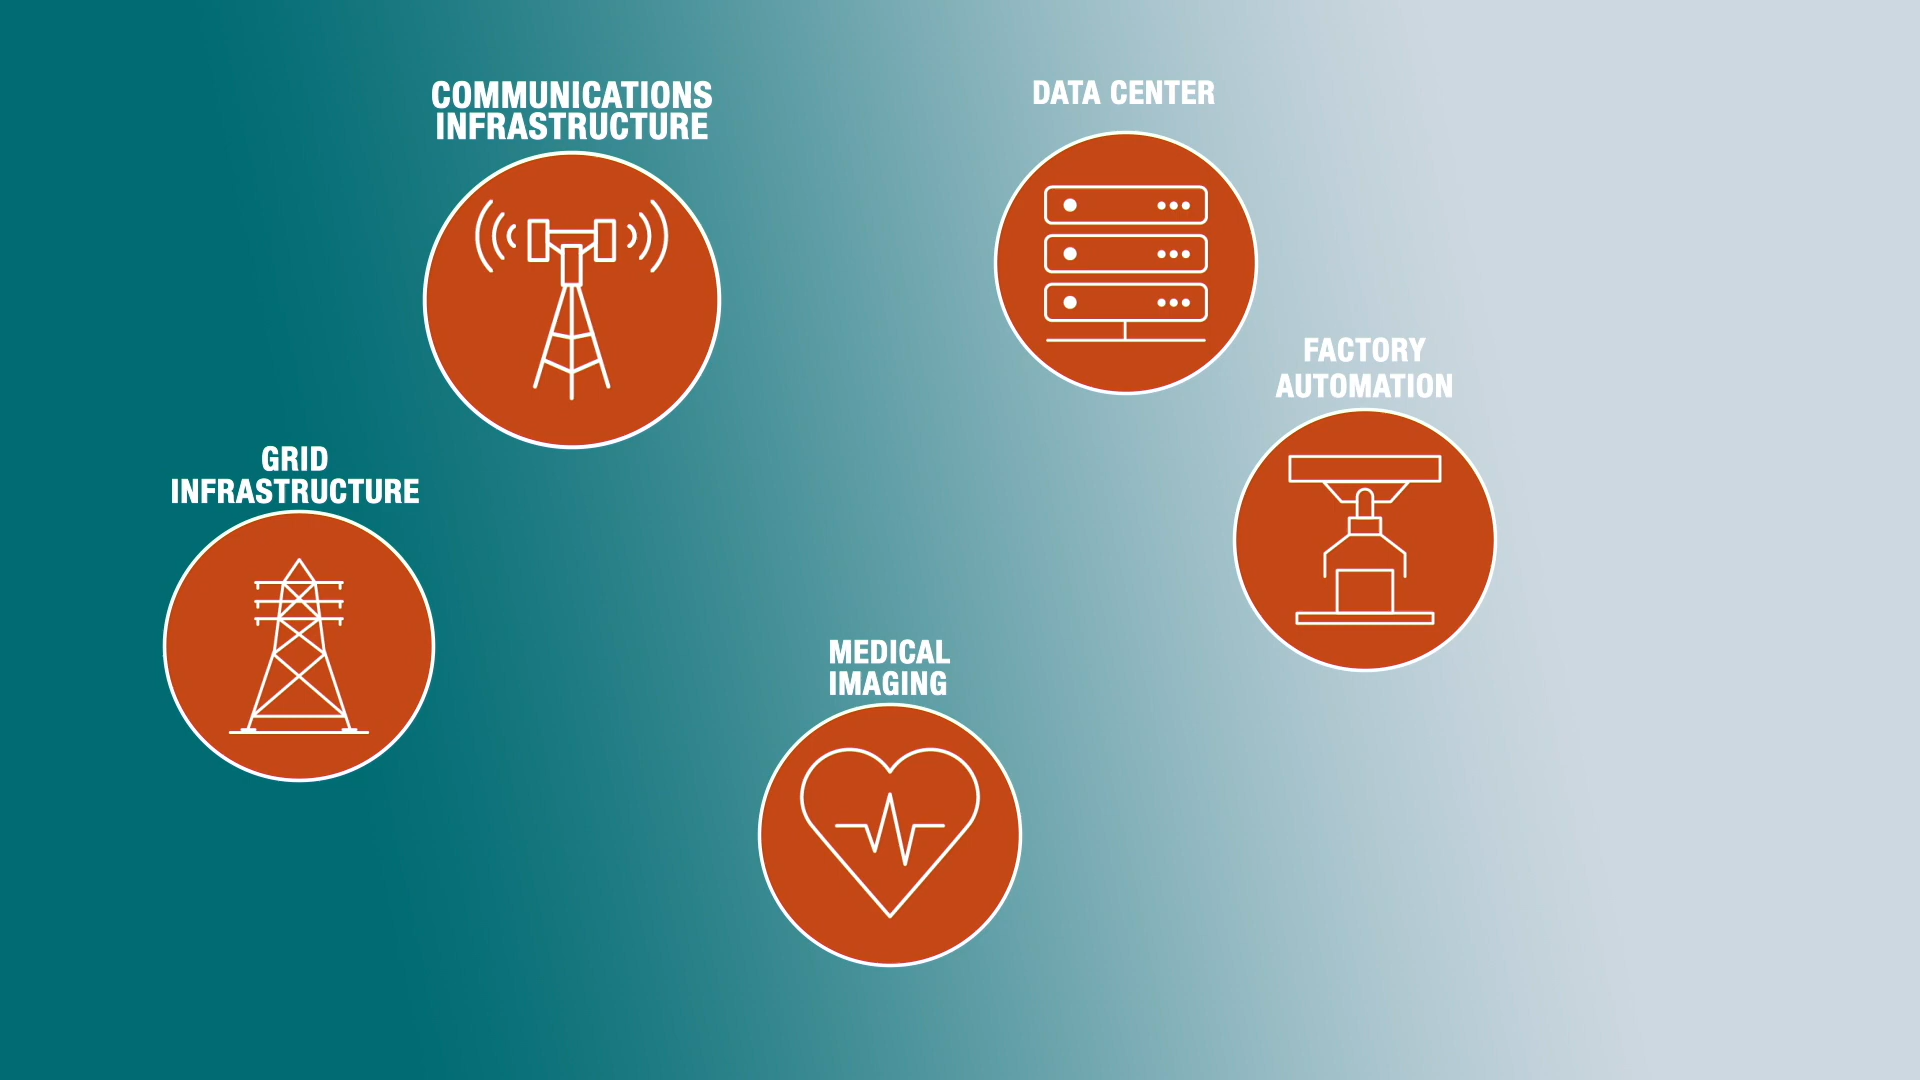 COMMUNICATIONS
INFRASTRUCTURE
DATA CENTER
FACTORY
AUTOMATION
GRID
INFRASTRUCTURE
MEDICAL
IMAGING